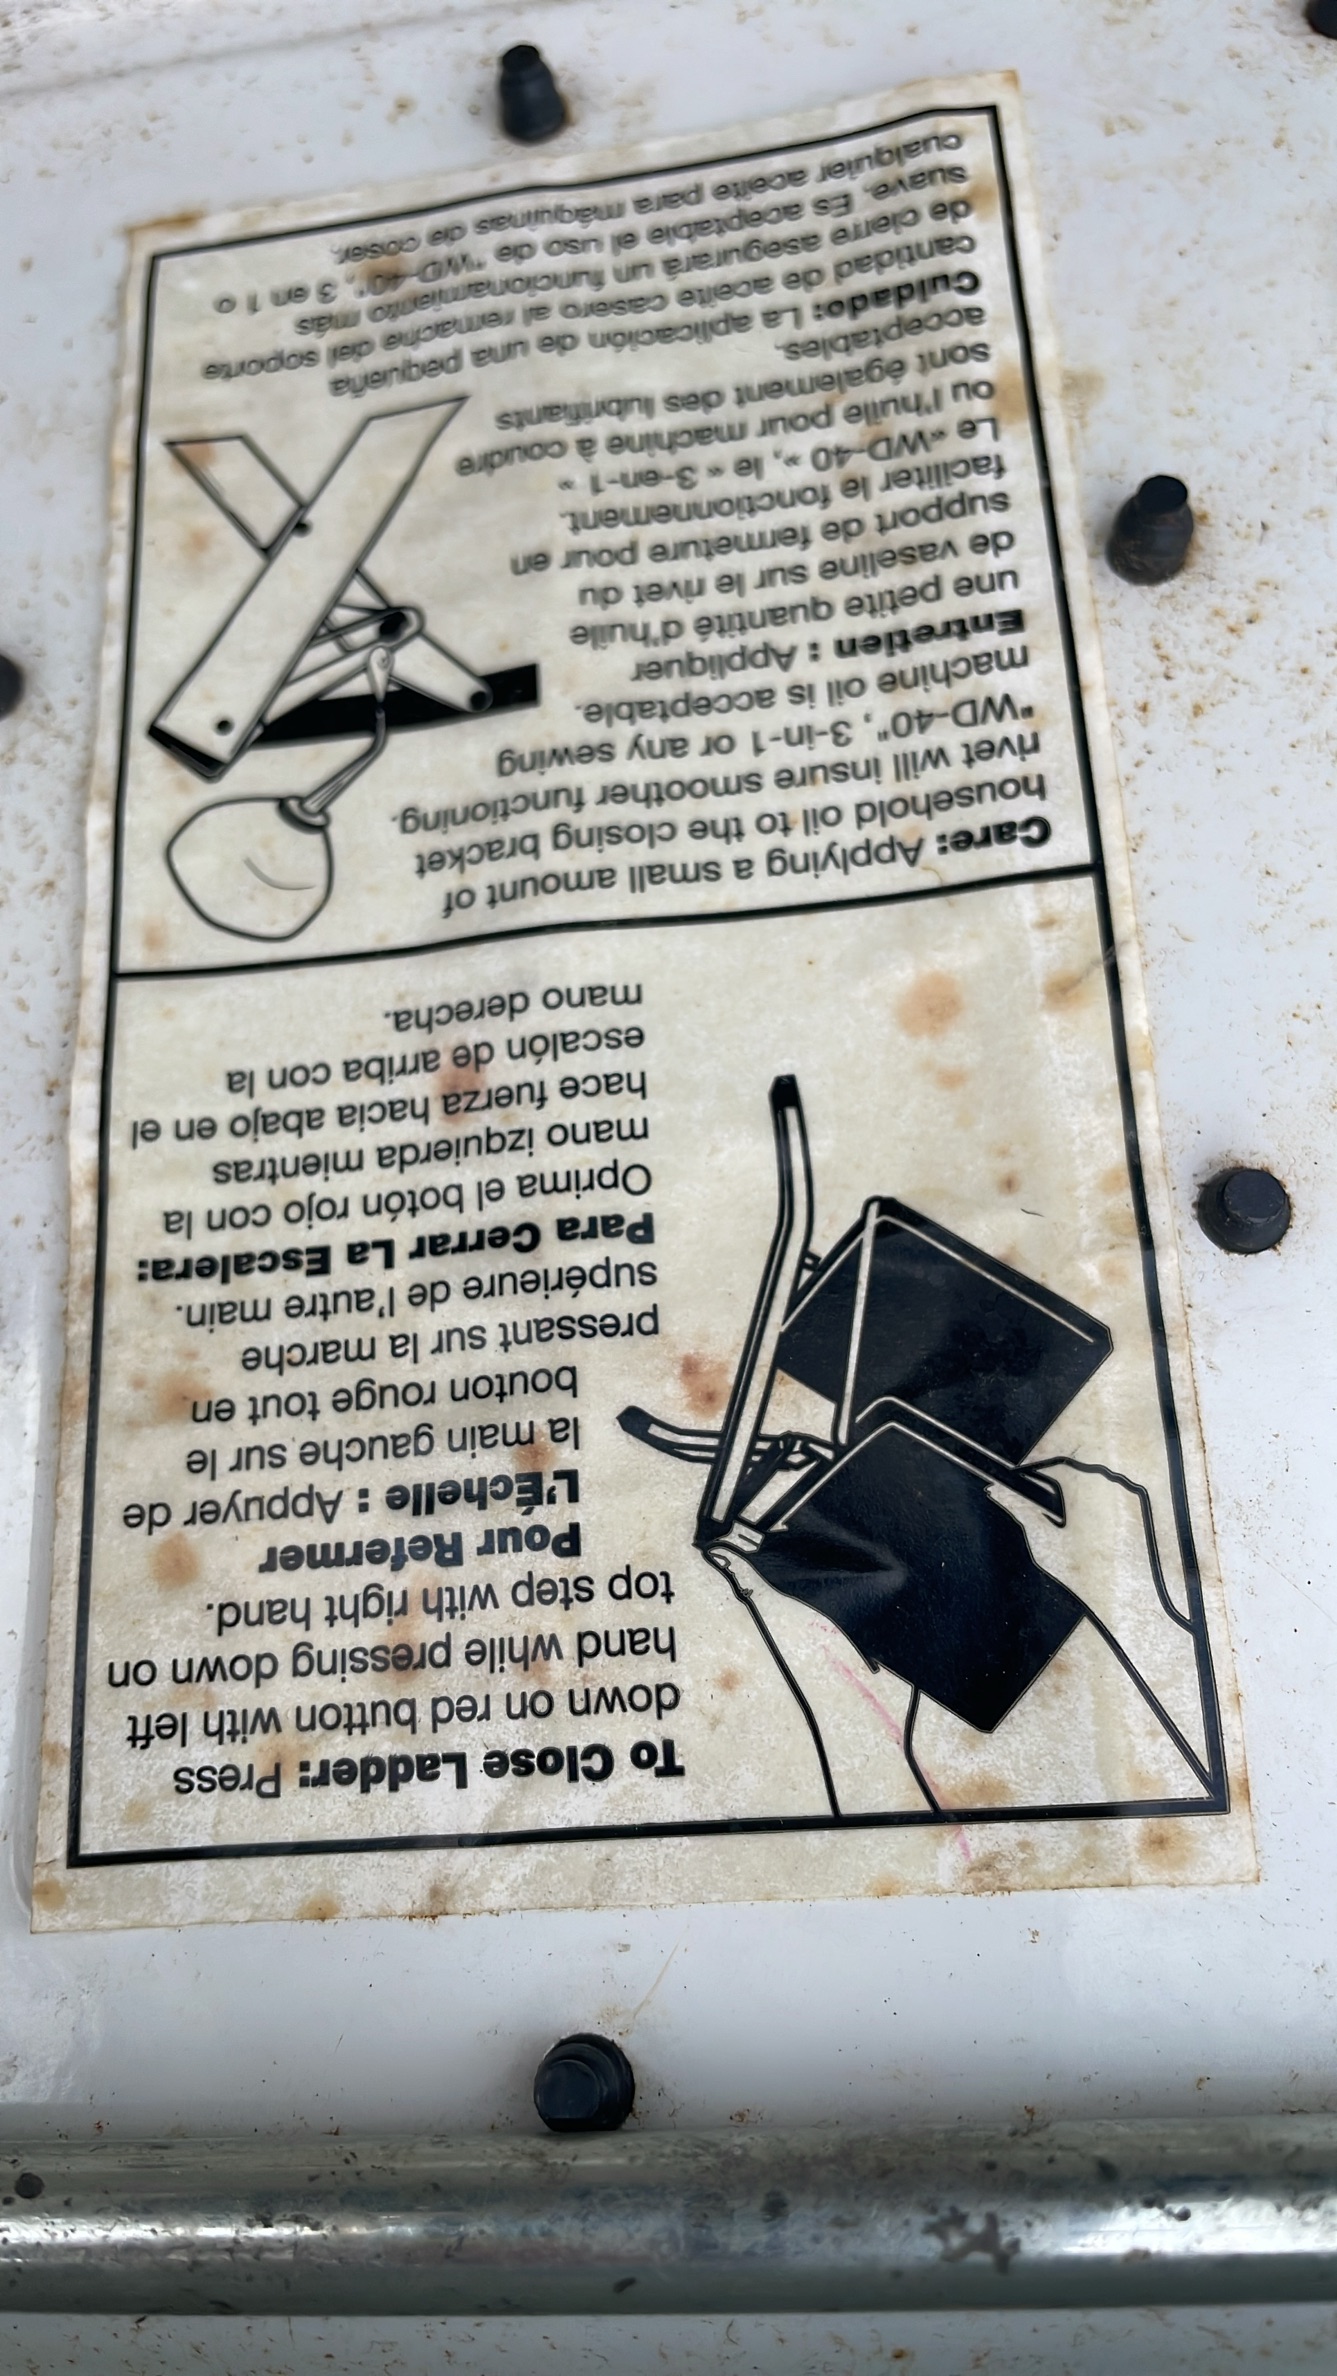 To Close Ladder: Press
down on red button with left
hand while pressing down on
top step with right hand.
Pour Refermer
L'Échelle : Appuyer de
la main gauche sur le
bouton rouge tout en
pressant sur la marche
supérieure de l'autre main.
Para Cerrar La Escalera:
Oprima el botón rojo con la
mano izquierda mientras
hace fuerza hacia abajo en el
escalón de arriba con la
mano derecha.
Care: Applying a small amount of
household oil to the closing bracket
rivet will insure smoother functioning.
"WD-40", 3-in-1 or any sewing
machine oil is acceptable.
Entretien : Appliquer
une petite quantité d'huile
de vaseline sur le rivet du
support de fermeture pour en
faciliter le fonctionnement.
Le «WD-40 », le « 3-en-1 »
ou l'huile pour machine à coudre
sont également des lubrifiants
acceptables.
Cuidado: La aplicación de una pequeña
cantidad de aceite casero al remache del soporte
de cierre asegurará un funcionamiento más
suave. Es aceptable el uso de "WD-40", 3 en 1 o
cualquier aceite para máquinas de coser.